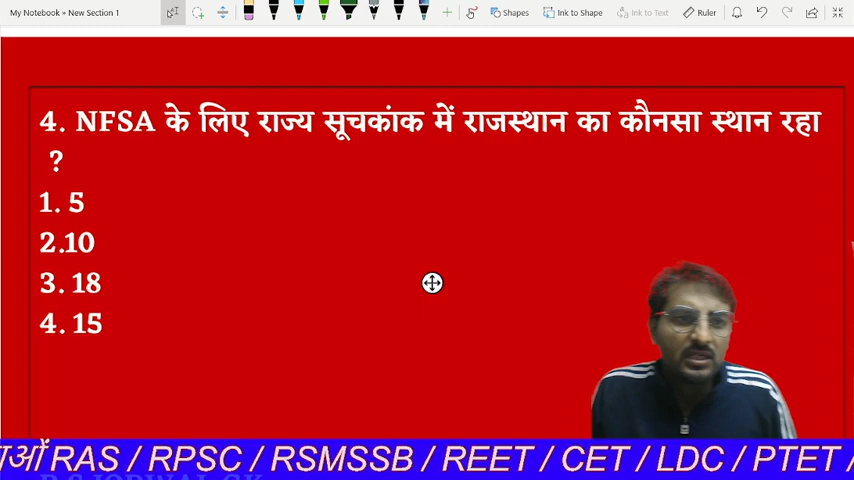 My Notebook » New Section 1
Shapes
Ink to Shape
Ink to Text
Ruler
4. NFSA के लिए राज्य सूचकांक में राजस्थान का कौनसा स्थान रहा
?
1. 5
2.10
3. 18
4. 15
RAS / RPSC / RSMSSB / REET / CET / LDC / PTET /